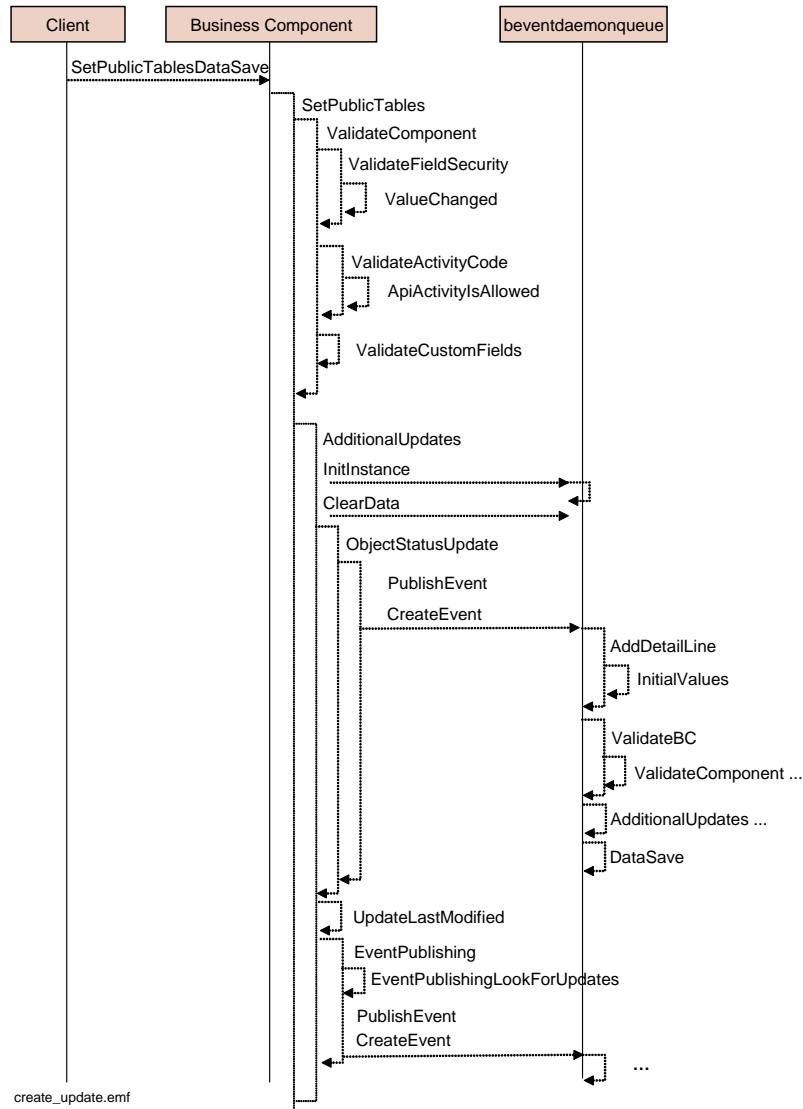 Client
Business Component
beventdaemonqueue
SetPublicTablesDataSave
SetPublicTables
ValidateComponent
ValidateFieldSecurity
ValueChanged
ValidateActivityCode
ApiActivityIsAllowed
ValidateCustomFields
AdditionalUpdates
InitInstance
ClearData
ObjectStatusUpdate
PublishEvent
CreateEvent
AddDetailLine
InitialValues
ValidateBC
ValidateComponent ...
AdditionalUpdates ...
DataSave
UpdateLastModified
EventPublishing
EventPublishingLookForUpdates
PublishEvent
CreateEvent
...
create_update.emf